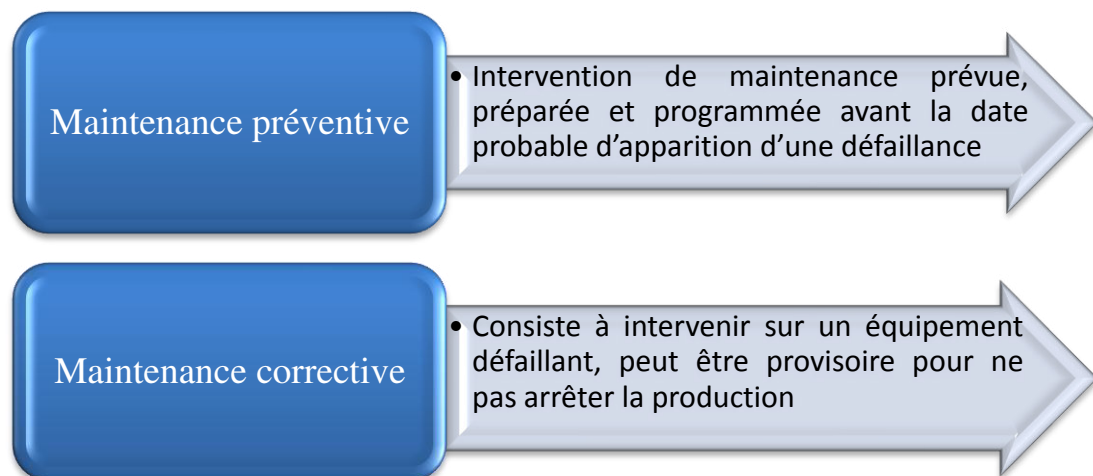 Maintenance préventive
• Intervention de maintenance prévue,
préparée et programmée avant la date
probable d’apparition d’une défaillance
Maintenance corrective
• Consiste à intervenir sur un équipement
défaillant, peut être provisoire pour ne
pas arrêter la production